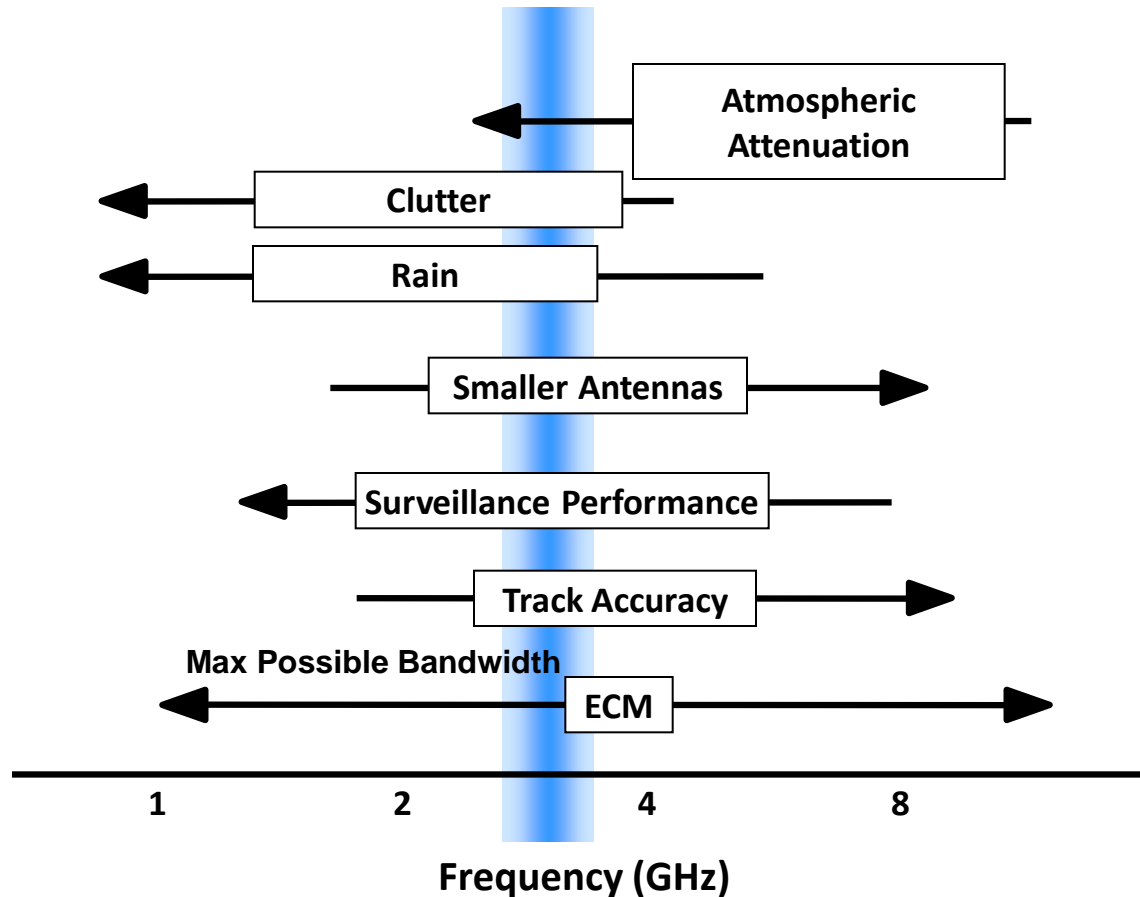 Atmospheric
Attenuation
Clutter
Rain
Smaller Antennas
Surveillance Performance
Track Accuracy
Max Possible Bandwidth
ECM
1 2 4 8
Frequency (GHz)